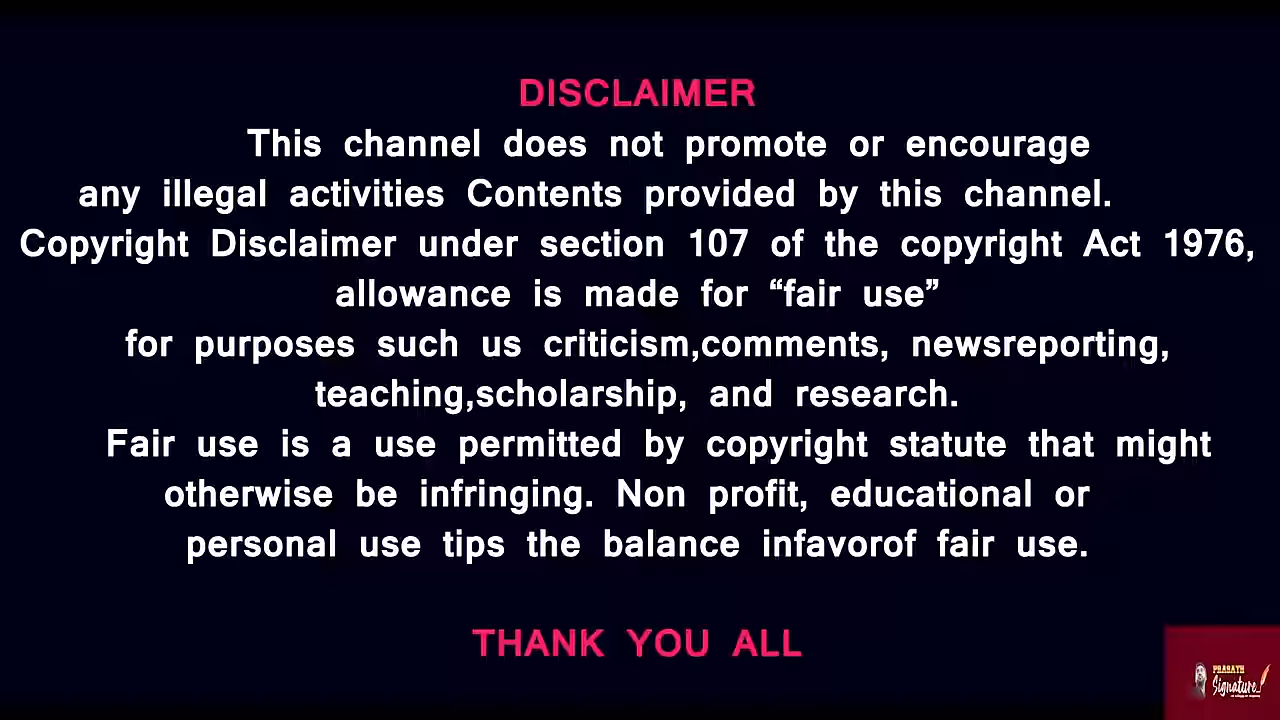 DISCLAIMER
This channel does not promote or encourage
any illegal activities Contents provided by this channel.
Copyright Disclaimer under section 107 of the copyright Act 1976,
allowance is made for “fair use”
for purposes such us criticism,comments, newsreporting,
teaching,scholarship, and research.
Fair use is a use permitted by copyright statute that might
otherwise be infringing. Non profit, educational or
personal use tips the balance infavorof fair use.
THANK YOU ALL
PRASATH
Signature